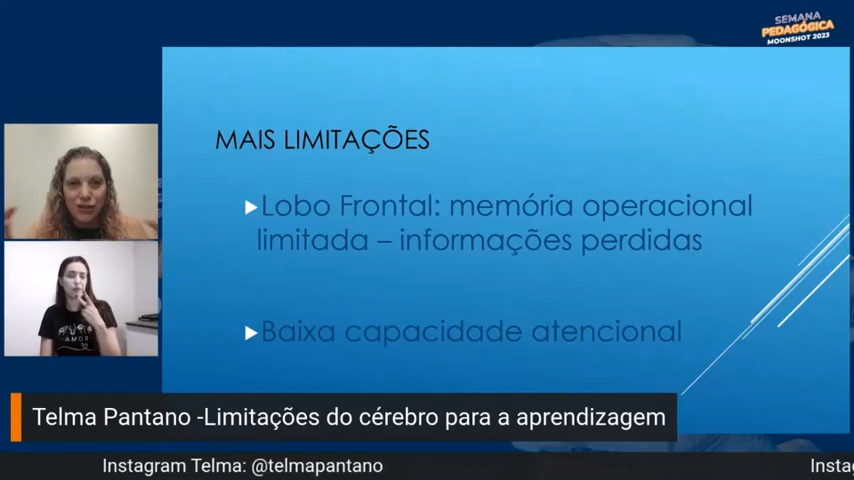 SEMANA
PEDAGÓGICA
MOONSHOT 2023
MAIS LIMITAÇÕES
Lobo Frontal: memória operacional
limitada – informações perdidas
Baixa capacidade atencional
AMOR
Telma Pantano -Limitações do cérebro para a aprendizagem
Instagram Telma: @telmapantano
Insta